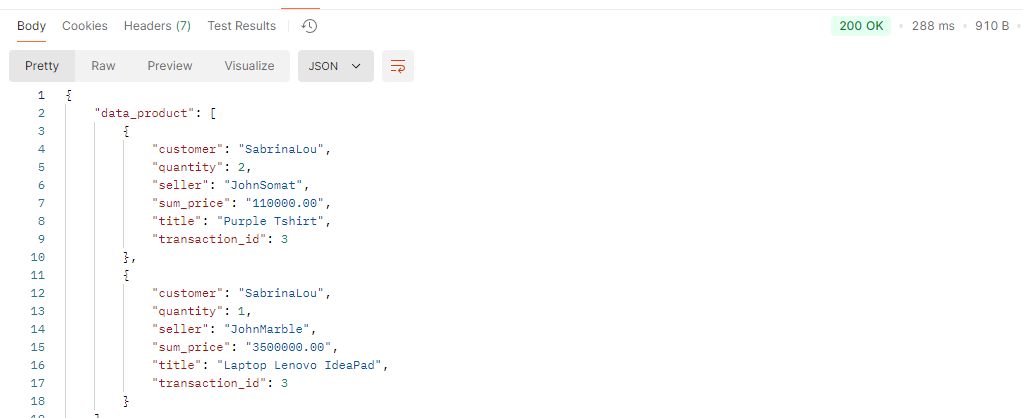 Body Cookies Headers (7) Test Results 200 OK • 288 ms • 910 B
Pretty Raw Preview Visualize JSON
1 {
2 "data_product": [
3 {
4 "customer": "SabrinaLou",
5 "quantity": 2,
6 "seller": "JohnSomat",
7 "sum_price": "110000.00",
8 "title": "Purple Tshirt",
9 "transaction_id": 3
10 },
11 {
12 "customer": "SabrinaLou",
13 "quantity": 1,
14 "seller": "JohnMarble",
15 "sum_price": "3500000.00",
16 "title": "Laptop Lenovo IdeaPad",
17 "transaction_id": 3
18 }